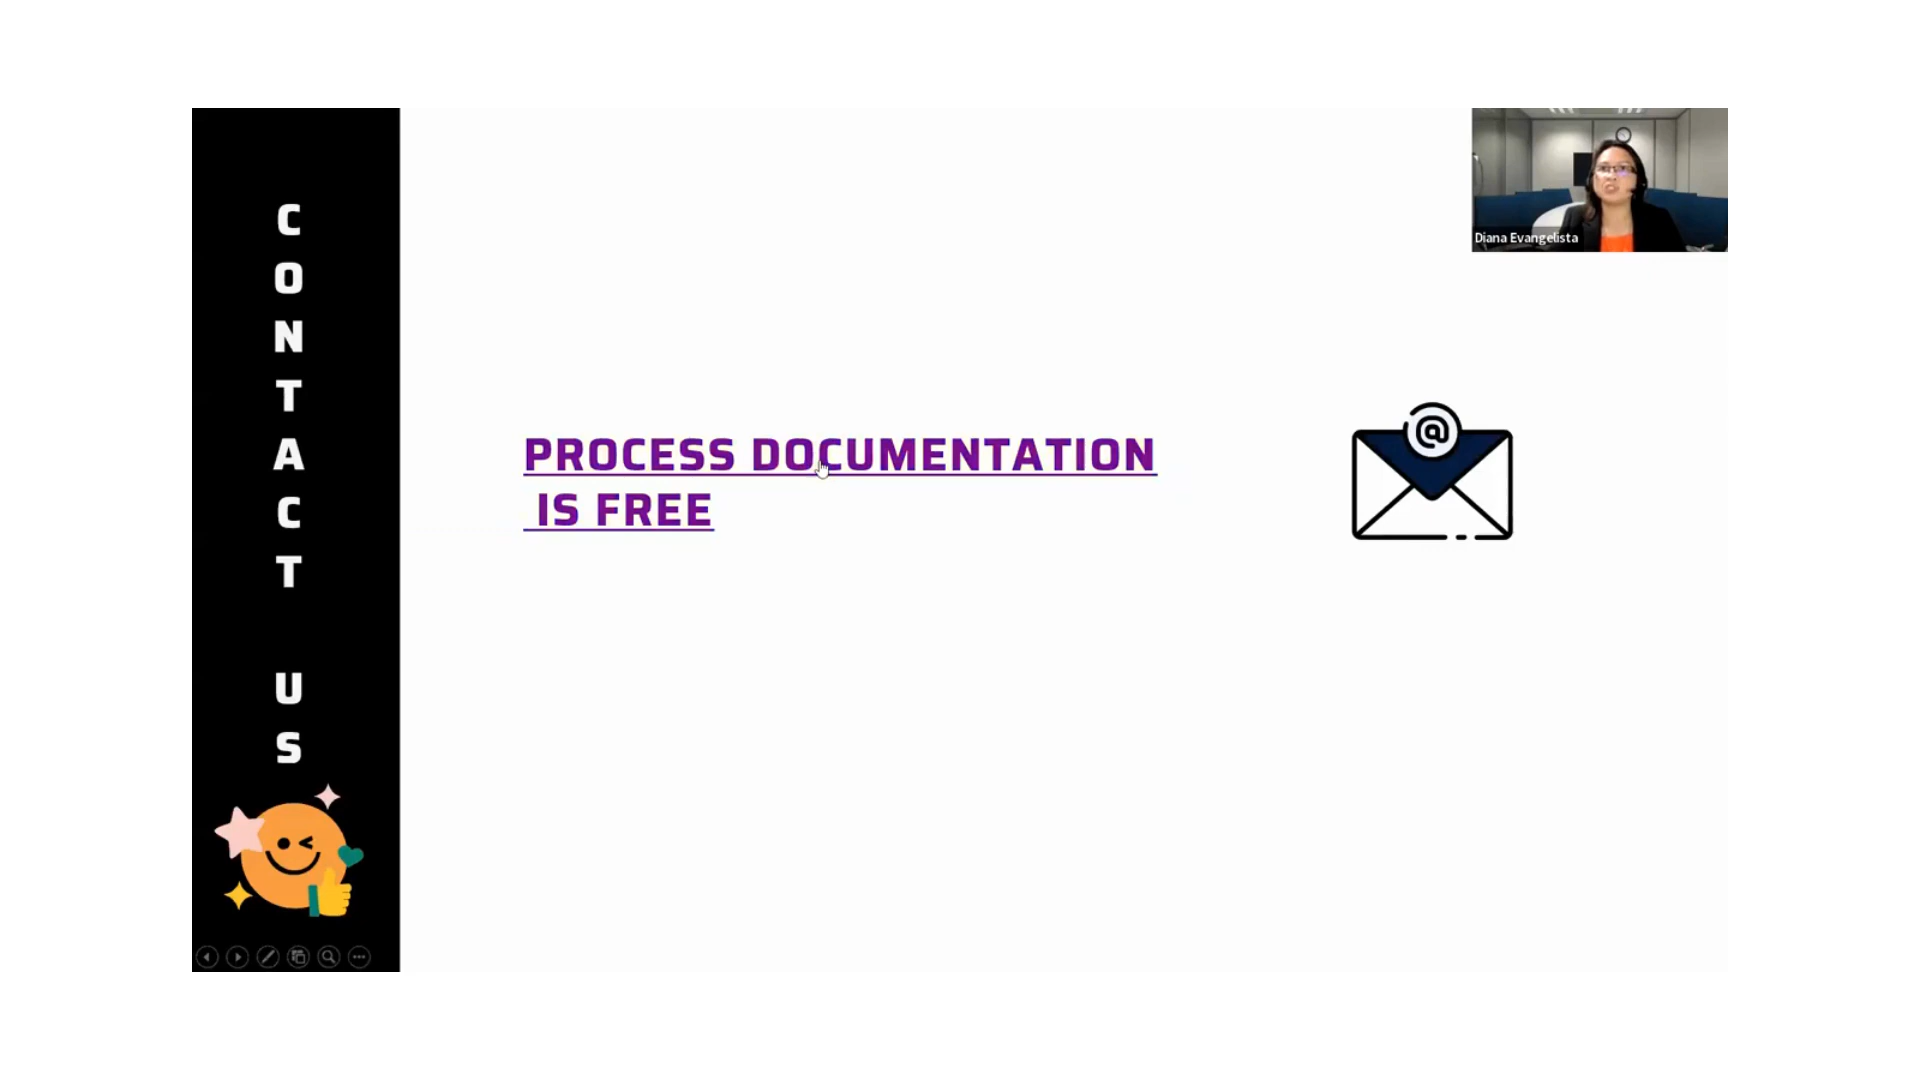 CONTACT US
PROCESS DOCUMENTATION
IS FREE
@
Diana Evangelista